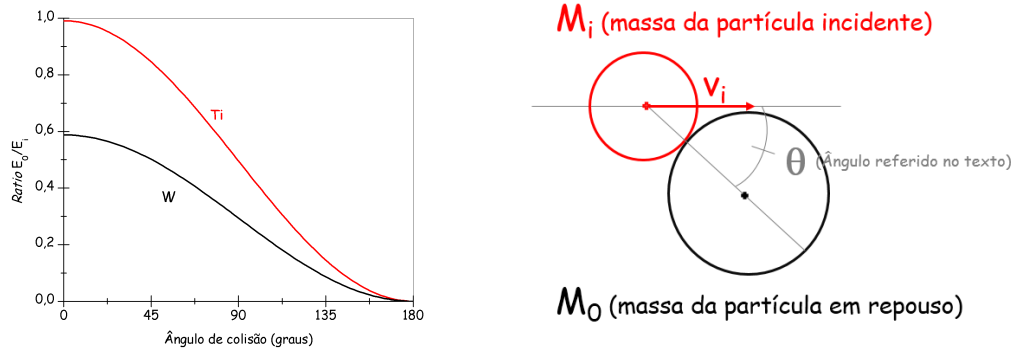 1,0
0,8
0,6
0,4
0,2
0,0
Ratio E0/Ei
Ti
W
0
45
90
135
180
Ângulo de colisão (graus)
Mi (massa da partícula incidente)
vi
θ (Ângulo referido no texto)
M0 (massa da partícula em repouso)